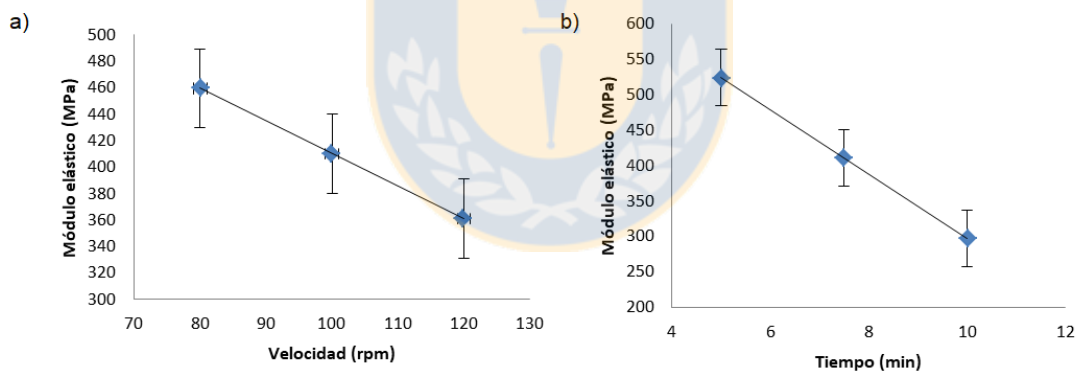 a)
Módulo elástico (MPa)
500
480
460
440
420
400
380
360
340
320
300
70 80 90 100 110 120 130
Velocidad (rpm)
b)
Módulo elástico (MPa)
600
550
500
450
400
350
300
250
200
4 6 8 10 12
Tiempo (min)